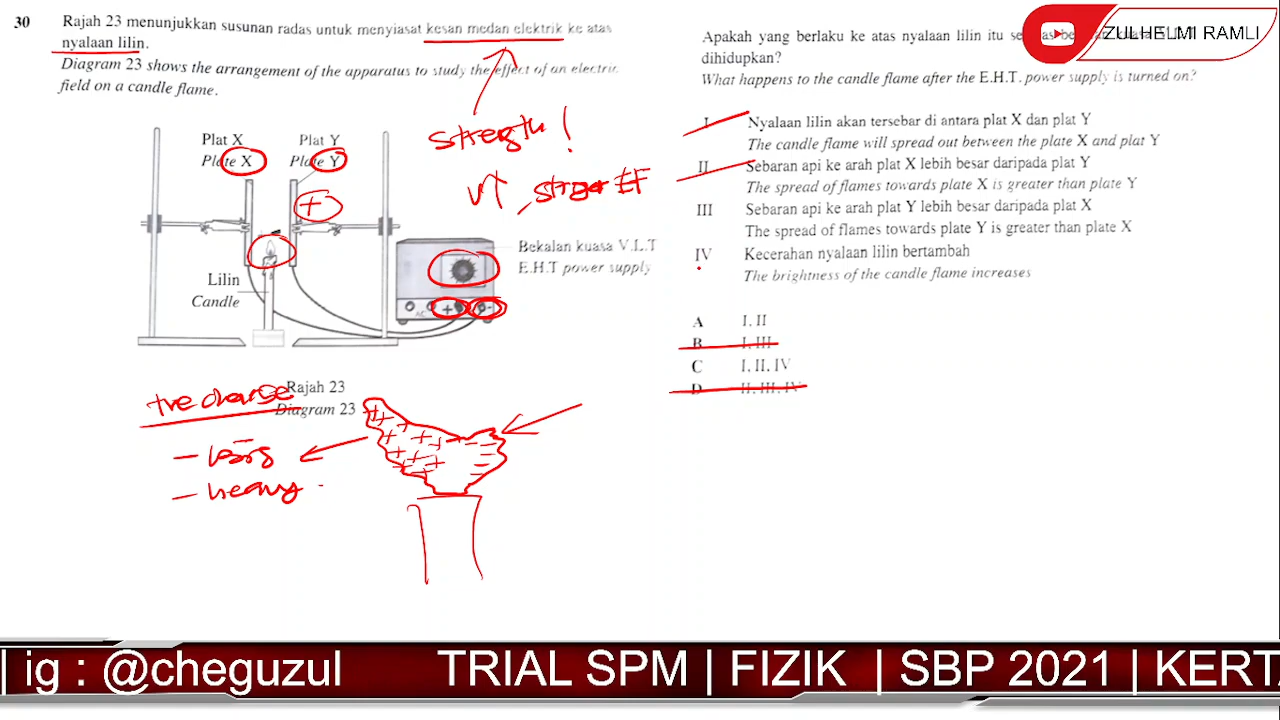 30
Rajah 23 menunjukkan susunan radas untuk menyiasat kesan medan elektrik ke atas
nyalaan lilin.
Diagram 23 shows the arrangement of the apparatus to study the effect of an electric
field on a candle flame.
Plat X
Plate X
Plat Y
Plate Y
+
strength!
V↑
EF
Bekalan kuasa V.L.T
E.H.T power supply
Lilin
Candle
AC
+
-
Rajah 23
Diagram 23
+ve charge
- heavy
ZULHELMI RAMLI
Apakah yang berlaku ke atas nyalaan lilin itu
dihidupkan?
What happens to the candle flame after the E.H.T. power supply is turned on?
I Nyalaan lilin akan tersebar di antara plat X dan plat Y
The candle flame will spread out between the plate X and plat Y
II Sebaran api ke arah plat X lebih besar daripada plat Y
The spread of flames towards plate X is greater than plate Y
III Sebaran api ke arah plat Y lebih besar daripada plat X
The spread of flames towards plate Y is greater than plate X
IV Kecerahan nyalaan lilin bertambah
The brightness of the candle flame increases
A I, II
B I, III
C I, II, IV
D II, III, IV
| ig : @cheguzul TRIAL SPM | FIZIK | SBP 2021 | KERTA